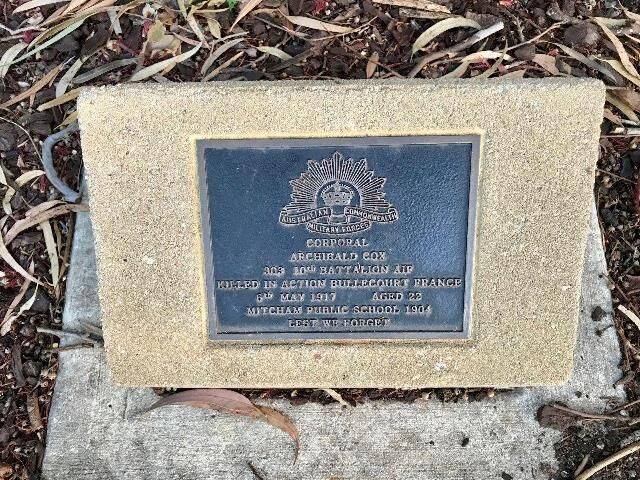 AUSTRALIAN COMMONWEALTH
MILITARY FORCES
CORPORAL
ARCHIBALD COX
303 10th BATTALION AIF
KILLED IN ACTION BULLECOURT FRANCE
6th MAY 1917 AGED 22
MITCHAM PUBLIC SCHOOL 1904
LEST WE FORGET